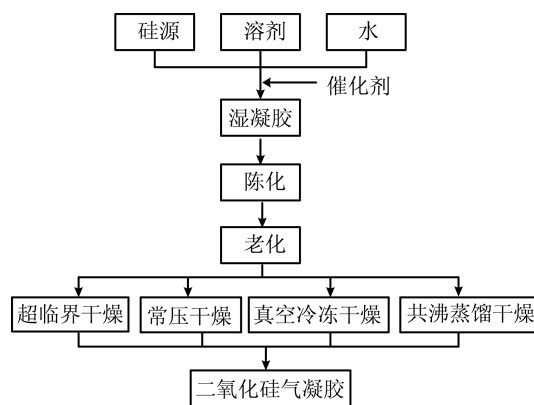 硅源
溶剂
水
催化剂
湿凝胶
陈化
老化
超临界干燥
常压干燥
真空冷冻干燥
共沸蒸馏干燥
二氧化硅气凝胶